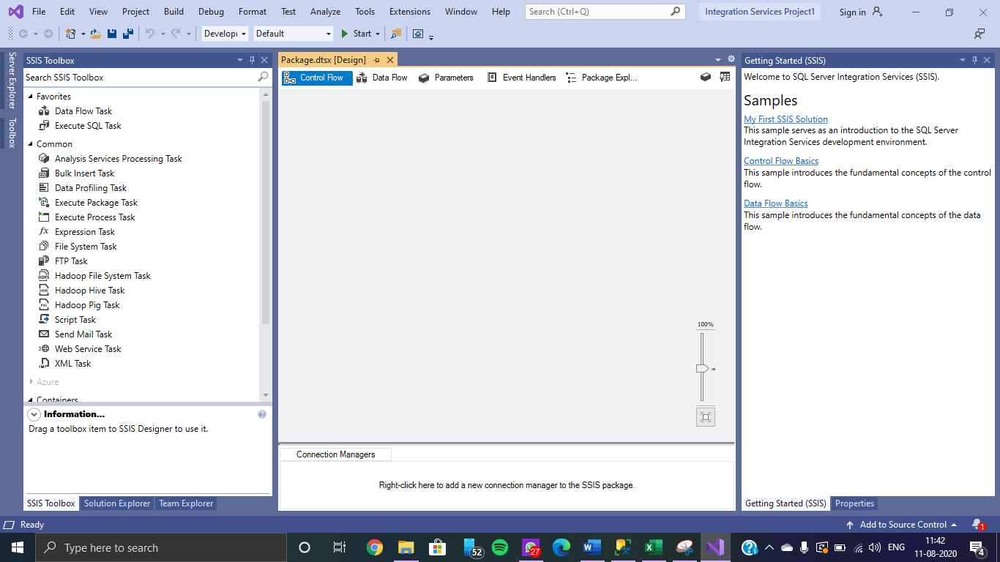 File Edit View Project Build Debug Format Test Analyze Tools Extensions Window Help Search (Ctrl+Q) Integration Services Project1 Sign in
Developr Default Start
Server Explorer
Toolbox
SSIS Toolbox
Search SSIS Toolbox
Favorites
Data Flow Task
Execute SQL Task
Common
Analysis Services Processing Task
Bulk Insert Task
Data Profiling Task
Execute Package Task
Execute Process Task
fx Expression Task
File System Task
FTP Task
HDFS Hadoop File System Task
HIVE Hadoop Hive Task
PIG Hadoop Pig Task
Script Task
Send Mail Task
Web Service Task
XML Task
Azure
Containers
Information...
Drag a toolbox item to SSIS Designer to use it.
SSIS Toolbox Solution Explorer Team Explorer
Package.dtsx [Design]
Control Flow Data Flow Parameters Event Handlers Package Expl...
100%
Connection Managers
Right-click here to add a new connection manager to the SSIS package.
Getting Started (SSIS)
Welcome to SQL Server Integration Services (SSIS).
Samples
My First SSIS Solution
This sample serves as an introduction to the SQL Server
Integration Services development environment.
Control Flow Basics
This sample introduces the fundamental concepts of the control
flow.
Data Flow Basics
This sample introduces the fundamental concepts of the data
flow.
Getting Started (SSIS) Properties
Ready Add to Source Control 1
Type here to search 52 27 ENG 11:42
11-08-2020 4